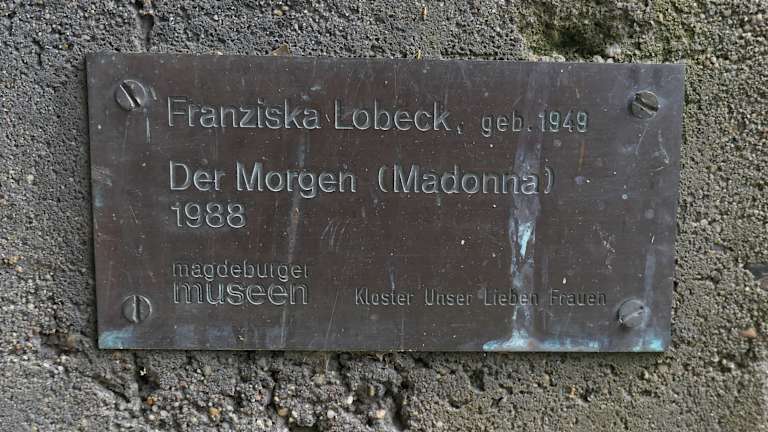 Franziska Lobeck, geb. 1949
Der Morgen (Madonna)
1988
magdeburger
museen Kloster Unser Lieben Frauen